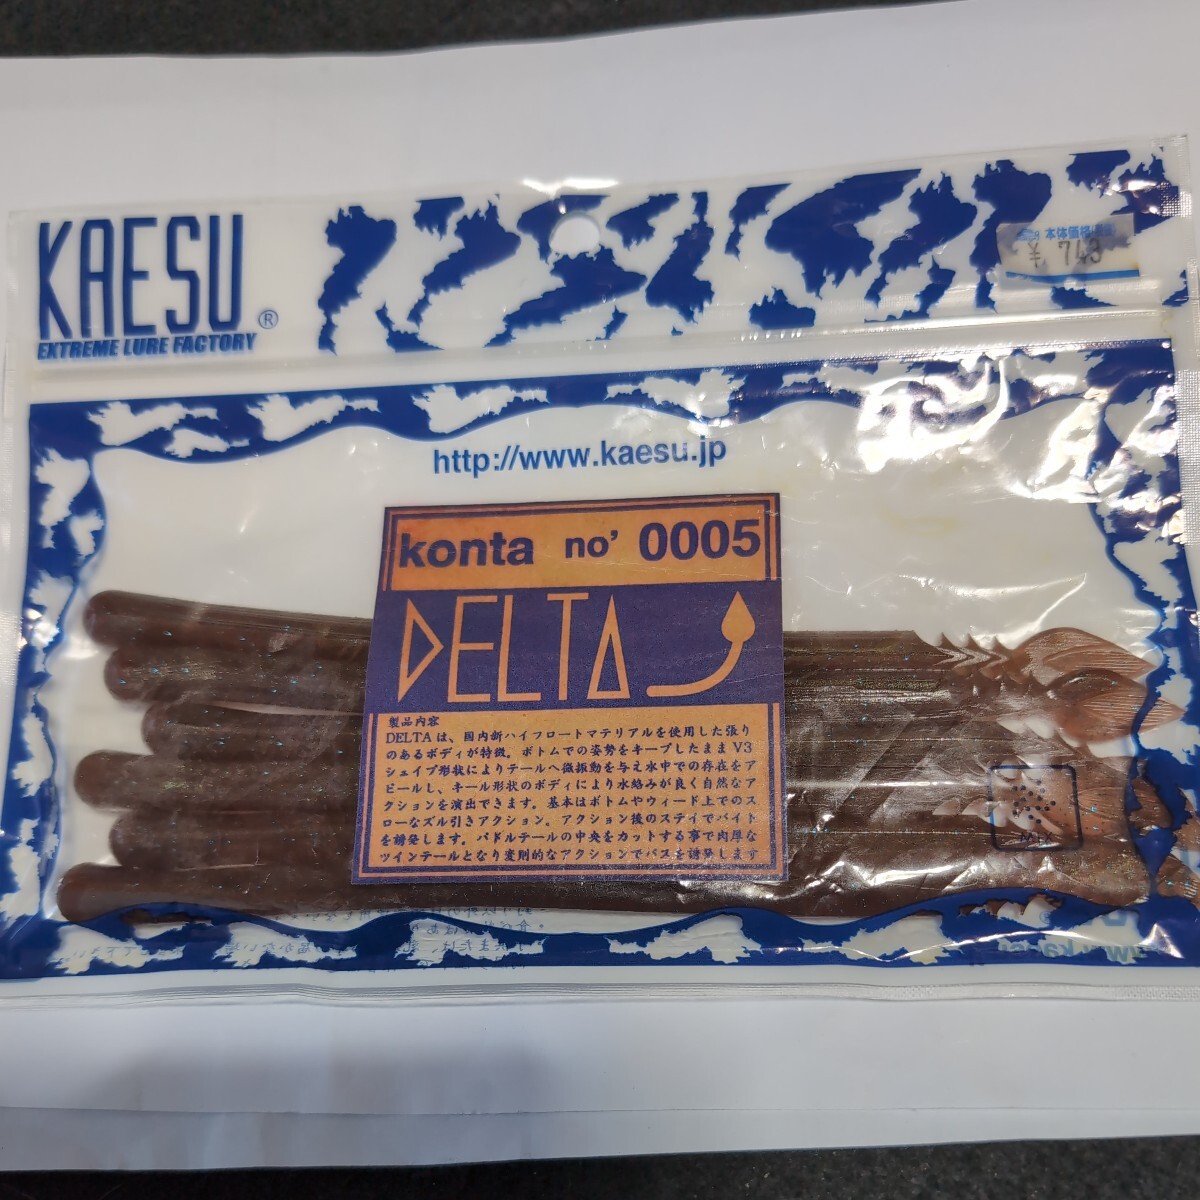 KAESU®
EXTREME LURE FACTORY
本体価格
¥ 743
http://www.kaesu.jp
konta no' 0005
DELTA
製品内容
DELTAは、国内新ハイフロートマテリアルを使用した張り
のあるボディが特徴。ボトムでの姿勢をキープしたままV3
シェイプ形状によりテールへ微振動を与え水中での存在をア
ピールし、キール形状のボディにより水絡みが良く自然なア
クションを演出できます。基本はボトムやウィード上でのス
ローなズル引きアクション。アクション後のステイでバイト
を誘発します。パドルテールの中央をカットする事で肉厚な
ツインテールとなり変則的なアクションでバスを誘発します
MIX